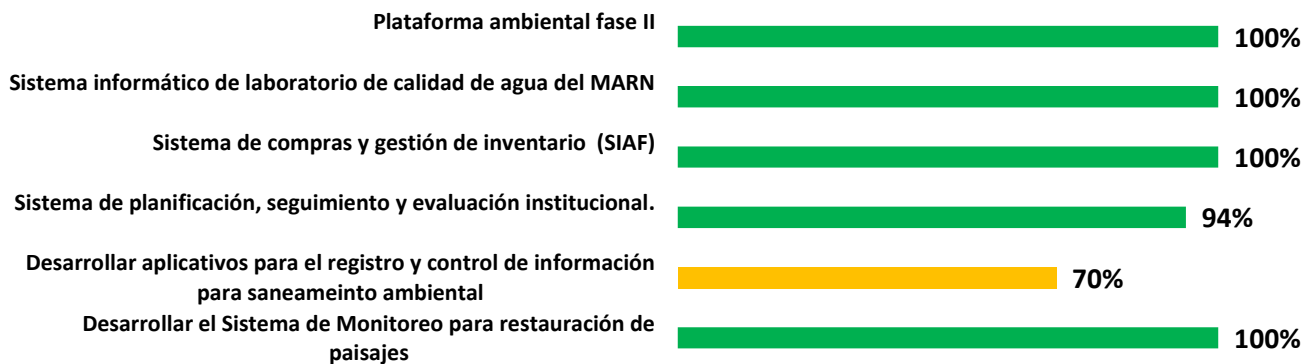 Plataforma ambiental fase II
100%
Sistema informático de laboratorio de calidad de agua del MARN
100%
Sistema de compras y gestión de inventario (SIAF)
100%
Sistema de planificación, seguimiento y evaluación institucional.
94%
Desarrollar aplicativos para el registro y control de información
para saneameinto ambiental
70%
Desarrollar el Sistema de Monitoreo para restauración de
paisajes
100%